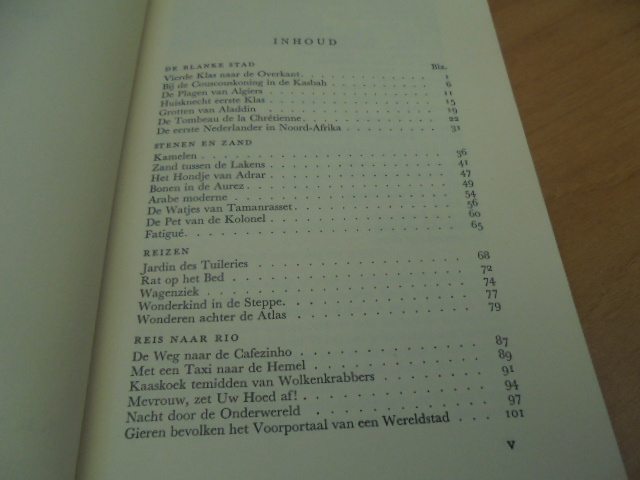 INHOUD
DE BLANKE STAD Blz.
Vierde Klas naar de Overkant. . . . . . . . . . 1
Bij de Couscouskoning in de Kasbah . . . . . . . 6
De Plagen van Algiers . . . . . . . . . . . 11
Huisknecht eerste Klas . . . . . . . . . . . 15
Grotten van Aladdin . . . . . . . . . . . 19
De Tombeau de la Chrétienne . . . . . . . . . 22
De eerste Nederlander in Noord-Afrika . . . . . . . 31
STENEN EN ZAND
Kamelen . . . . . . . . . . . . . . . 36
Zand tussen de Lakens . . . . . . . . . . . 41
Het Hondje van Adrar . . . . . . . . . . . 47
Bonen in de Aurez . . . . . . . . . . . . 49
Arabe moderne . . . . . . . . . . . . . 54
De Watjes van Tamanrasset . . . . . . . . . . 56
De Pet van de Kolonel . . . . . . . . . . . 60
Fatigué. . . . . . . . . . . . . . . . 65
REIZEN
Jardin des Tuileries . . . . . . . . . . . . 68
Rat op het Bed . . . . . . . . . . . . . 72
Wagenziek . . . . . . . . . . . . . . 74
Wonderkind in de Steppe. . . . . . . . . . . 77
Wonderen achter de Atlas . . . . . . . . . . 79
REIS NAAR RIO
De Weg naar de Cafezinho . . . . . . . . . . 87
Met een Taxi naar de Hemel . . . . . . . . . 89
Kaaskoek temidden van Wolkenkrabbers . . . . . . . 91
Mevrouw, zet Uw Hoed af! . . . . . . . . . . 94
Nacht door de Onderwereld . . . . . . . . . 97
Gieren bevolken het Voorportaal van een Wereldstad . . . 101
V